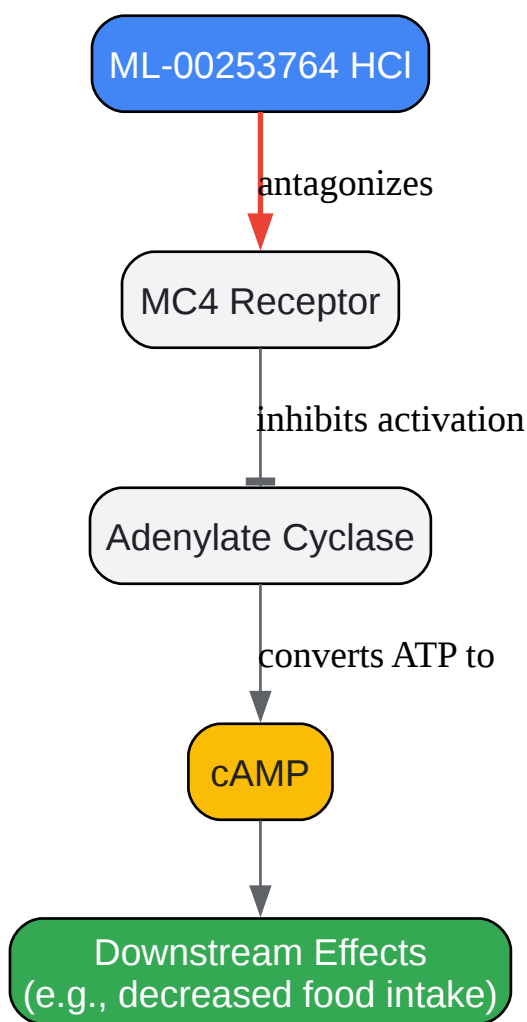 ML-00253764 HCl
antagonizes
MC4 Receptor
inhibits activation
Adenylate Cyclase
converts ATP to
cAMP
Downstream Effects
(e.g., decreased food intake)